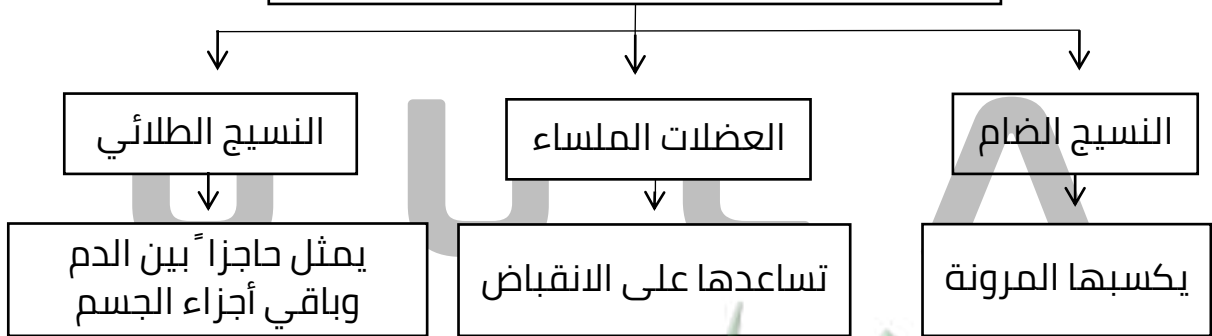 النسيج الضام
العضلات الملساء
النسيج الطلائي
يكسبها المرونة
تساعدها على الانقباض
يمثل حاجزا ً بين الدم
وباقي أجزاء الجسم